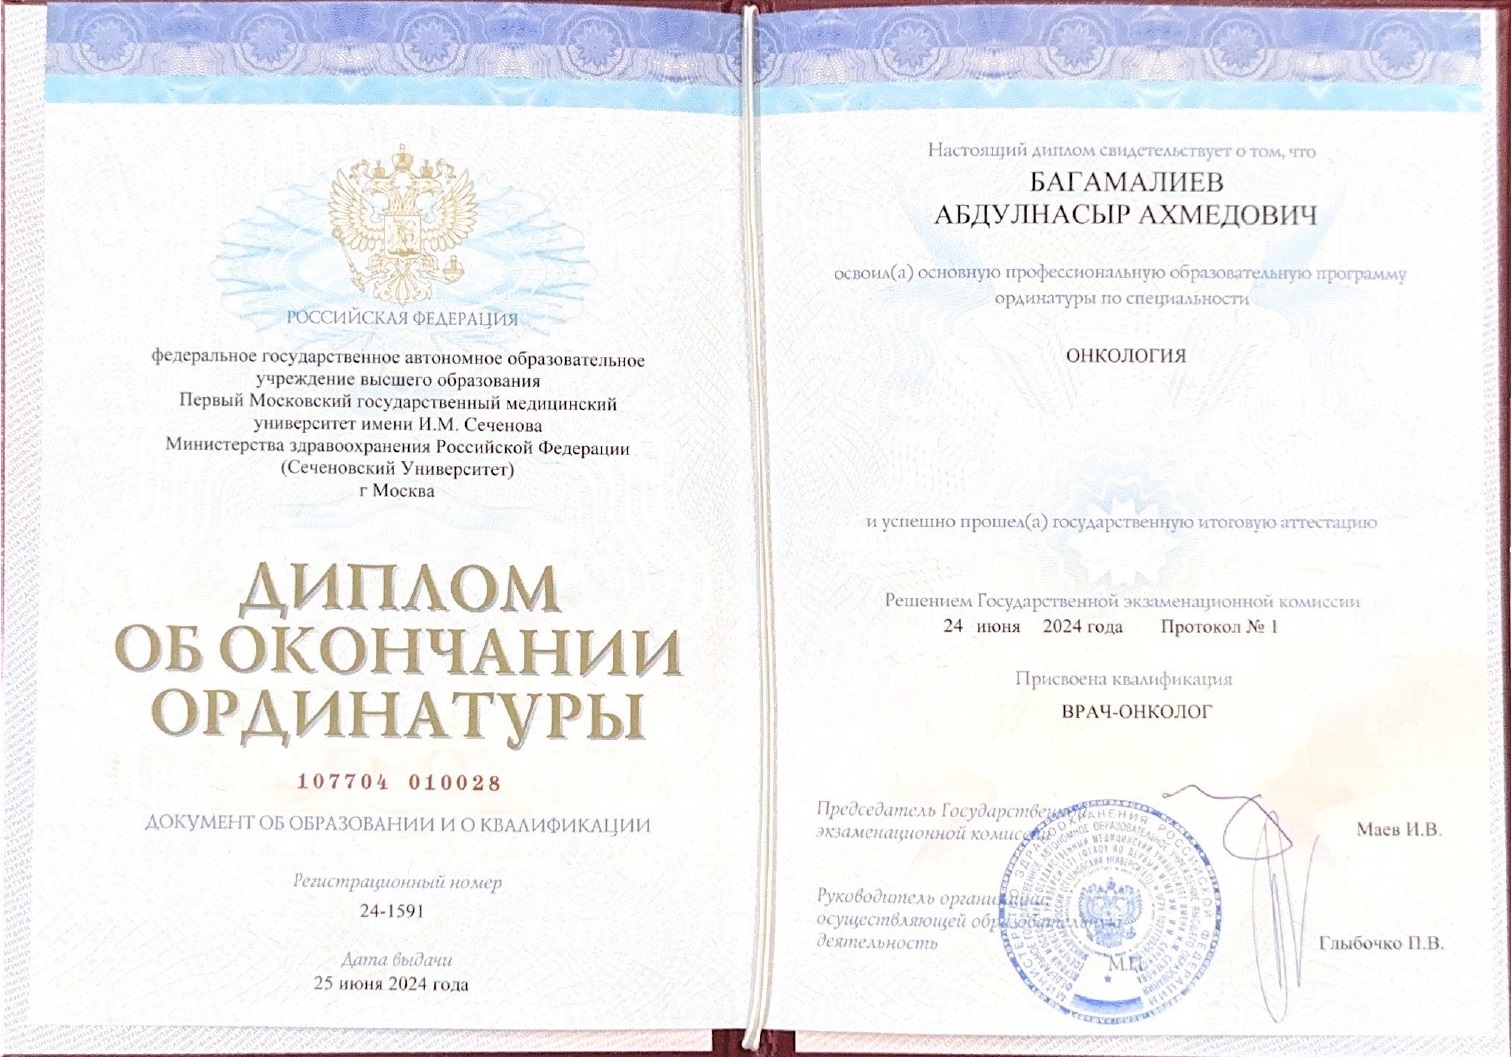 РОССИЙСКАЯ ФЕДЕРАЦИЯ
федеральное государственное автономное образовательное
учреждение высшего образования
Первый Московский государственный медицинский
университет имени И.М. Сеченова
Министерства здравоохранения Российской Федерации
(Сеченовский Университет)
г Москва
ДИПЛОМ
ОБ ОКОНЧАНИИ
ОРДИНАТУРЫ
107704 010028
ДОКУМЕНТ ОБ ОБРАЗОВАНИИ И О КВАЛИФИКАЦИИ
Регистрационный номер
24-1591
Дата выдачи
25 июня 2024 года
Настоящий диплом свидетельствует о том, что
БАГАМАЛИЕВ
АБДУЛНАСЫР АХМЕДОВИЧ
освоил(а) основную профессиональную образовательную программу
ординатуры по специальности
ОНКОЛОГИЯ
и успешно прошел(а) государственную итоговую аттестацию
Решением Государственной экзаменационной комиссии
24 июня 2024 года Протокол № 1
Присвоена квалификация
ВРАЧ-ОНКОЛОГ
Председатель Государственной
экзаменационной комиссии
Маев И.В.
Руководитель организации,
осуществляющей образовательную
деятельность
Глыбочко П.В.
М.П.
МИНИСТЕРСТВО ЗДРАВООХРАНЕНИЯ РОССИЙСКОЙ ФЕДЕРАЦИИ